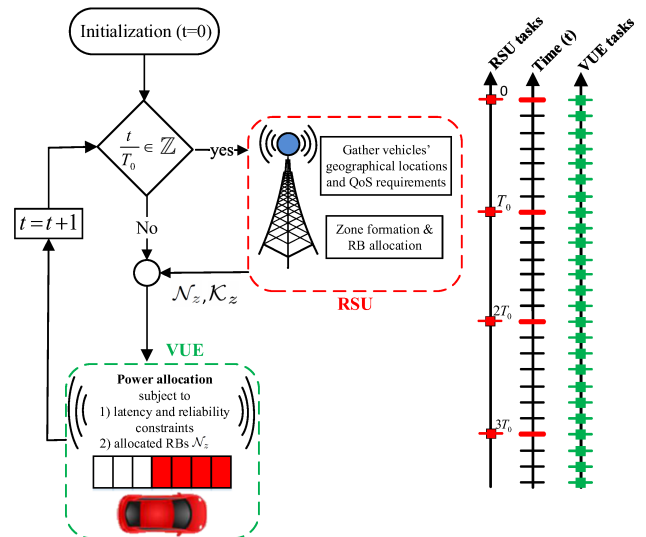 Initialization (t=0)
t/T₀ ∈ ℤ
yes
No
t=t+1
Gather vehicles'
geographical locations
and QoS requirements
Zone formation &
RB allocation
RSU
𝒩z,𝒦z
VUE
Power allocation
subject to
1) latency and reliability
constraints
2) allocated RBs 𝒩z
RSU tasks
Time (t)
VUE tasks
0
T₀
2T₀
3T₀